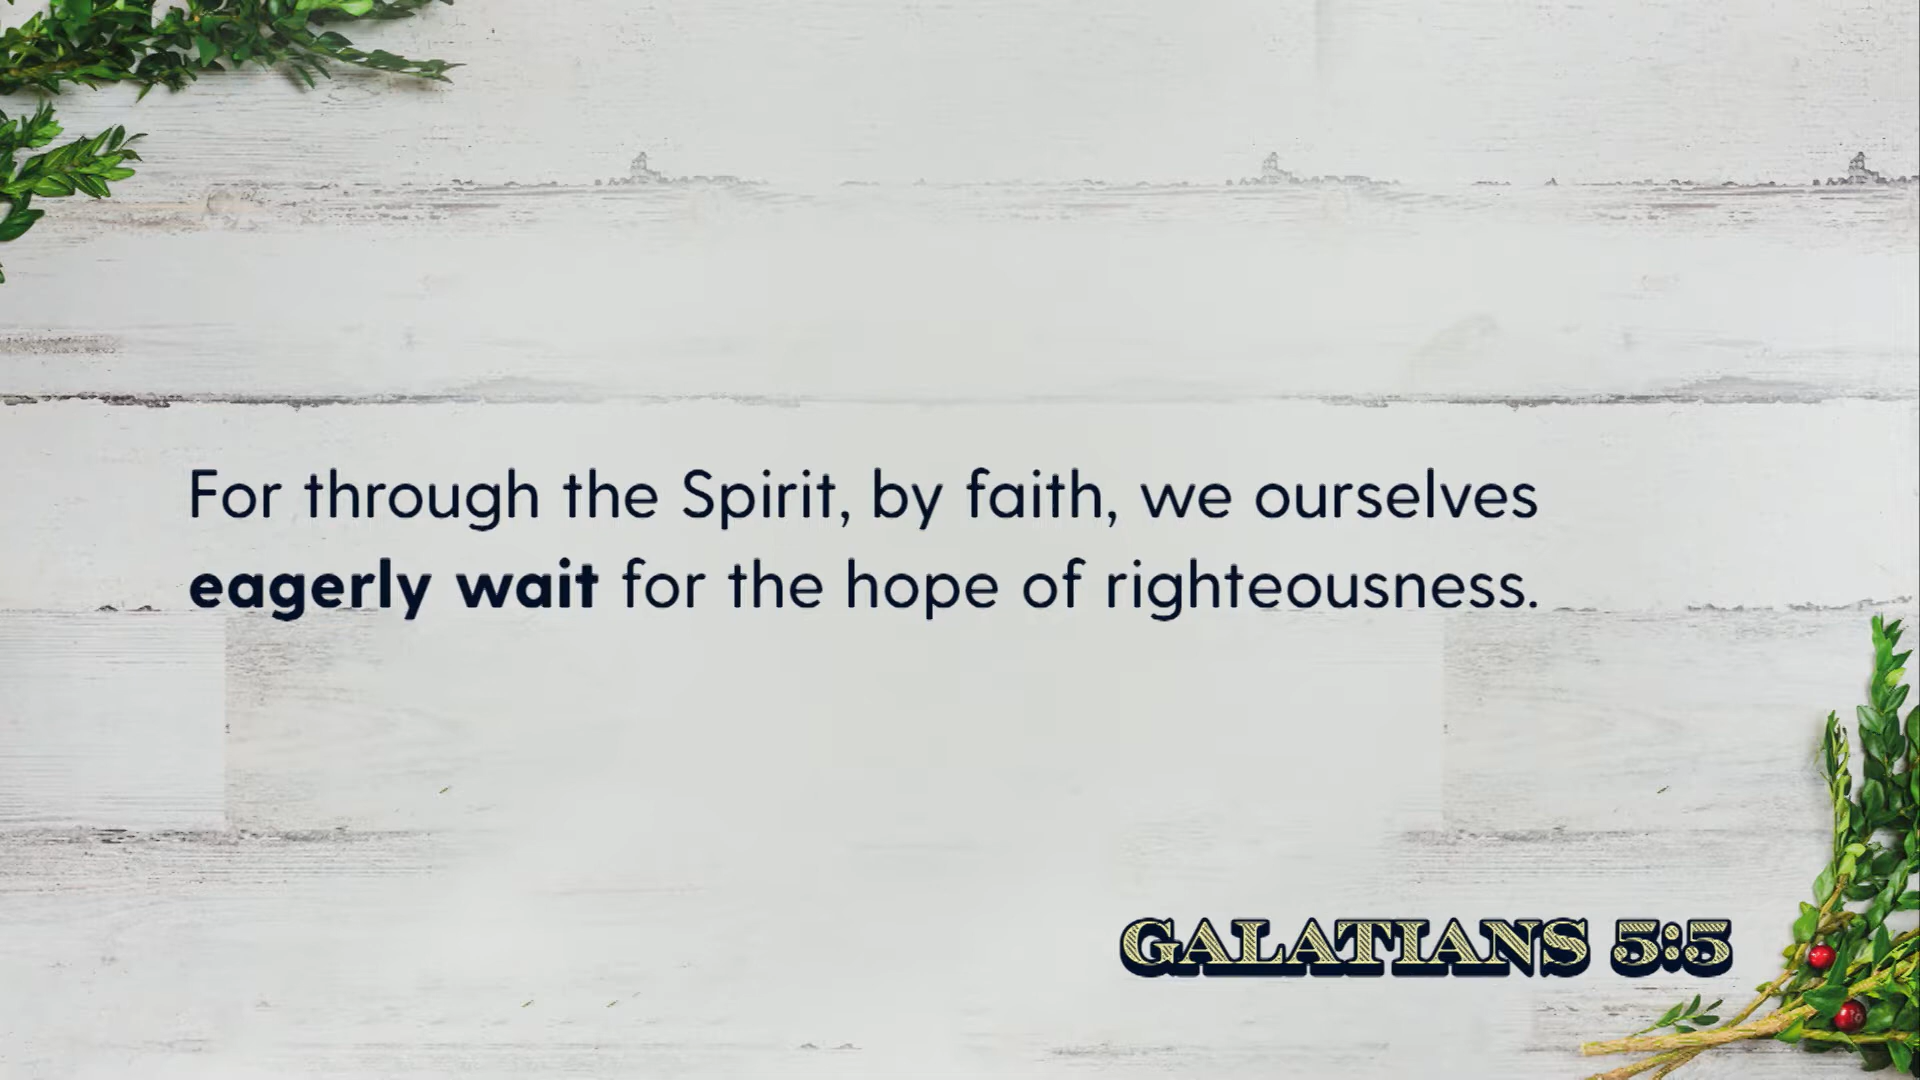 For through the Spirit, by faith, we ourselves
eagerly wait for the hope of righteousness.
GALATIANS 5:5